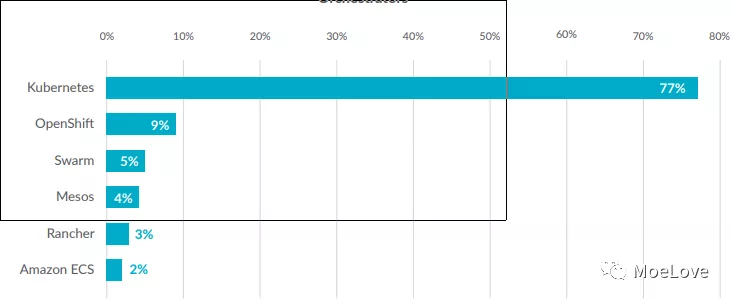 Orchestrators
0% 10% 20% 30% 40% 50% 60% 70% 80%
Kubernetes 77%
OpenShift 9%
Swarm 5%
Mesos 4%
Rancher 3%
Amazon ECS 2%
MoeLove